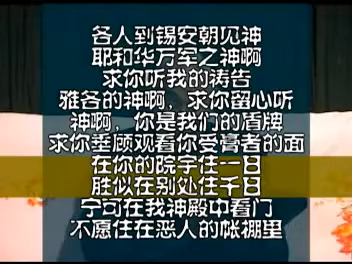 各人到锡安朝见神
耶和华万军之神啊
求你听我的祷告
雅各的神啊，求你留心听
神啊，你是我们的盾牌
求你垂顾观看你受膏者的面
在你的院宇住一日
胜似在别处住千日
宁可在我神殿中看门
不愿住在恶人的帐棚里